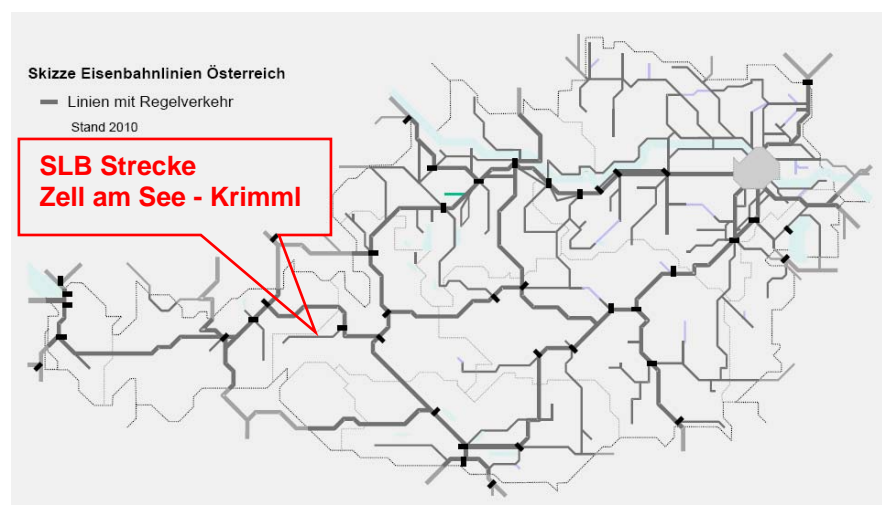 Skizze Eisenbahnlinien Österreich
Linien mit Regelverkehr
Stand 2010
SLB Strecke
Zell am See - Krimml